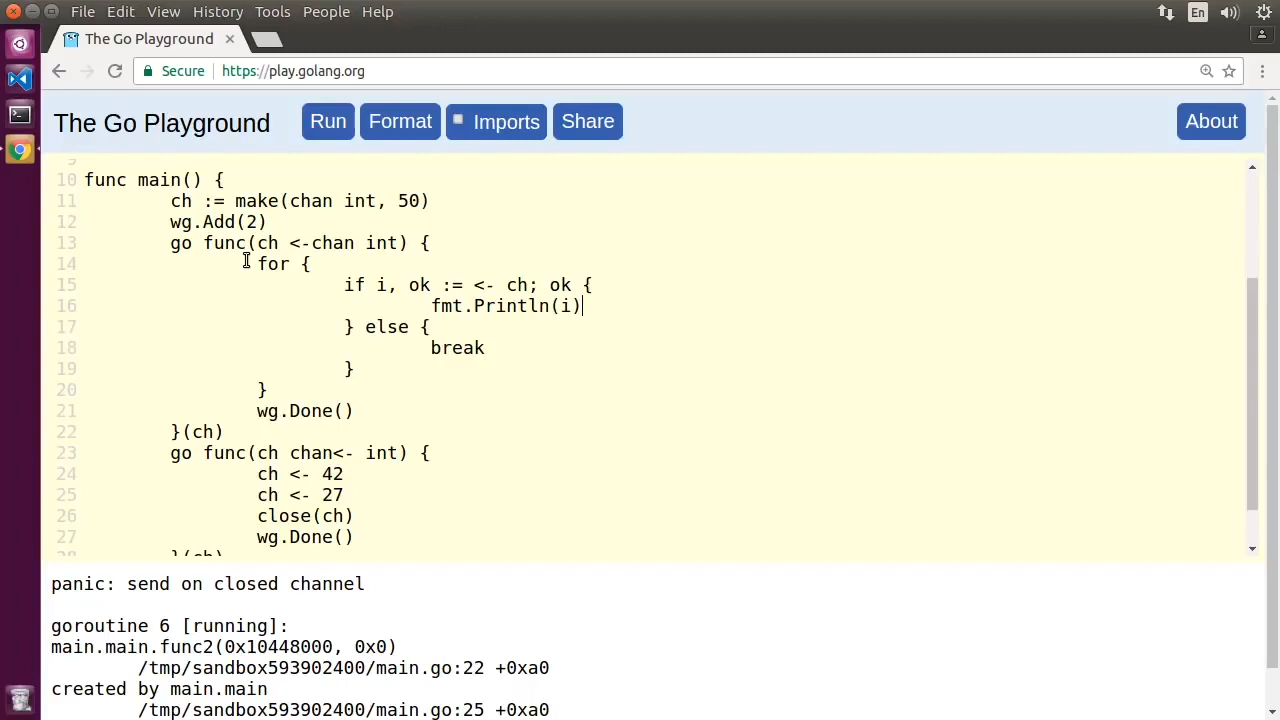 File Edit View History Tools People Help
En
The Go Playground
Secure https://play.golang.org
The Go Playground Run Format Imports Share About
9
10 func main() {
11 ch := make(chan int, 50)
12 wg.Add(2)
13 go func(ch <-chan int) {
14 for {
15 if i, ok := <- ch; ok {
16 fmt.Println(i)
17 } else {
18 break
19 }
20 }
21 wg.Done()
22 }(ch)
23 go func(ch chan<- int) {
24 ch <- 42
25 ch <- 27
26 close(ch)
27 wg.Done()
28 }(ch)
panic: send on closed channel
goroutine 6 [running]:
main.main.func2(0x10448000, 0x0)
/tmp/sandbox593902400/main.go:22 +0xa0
created by main.main
/tmp/sandbox593902400/main.go:25 +0xa0